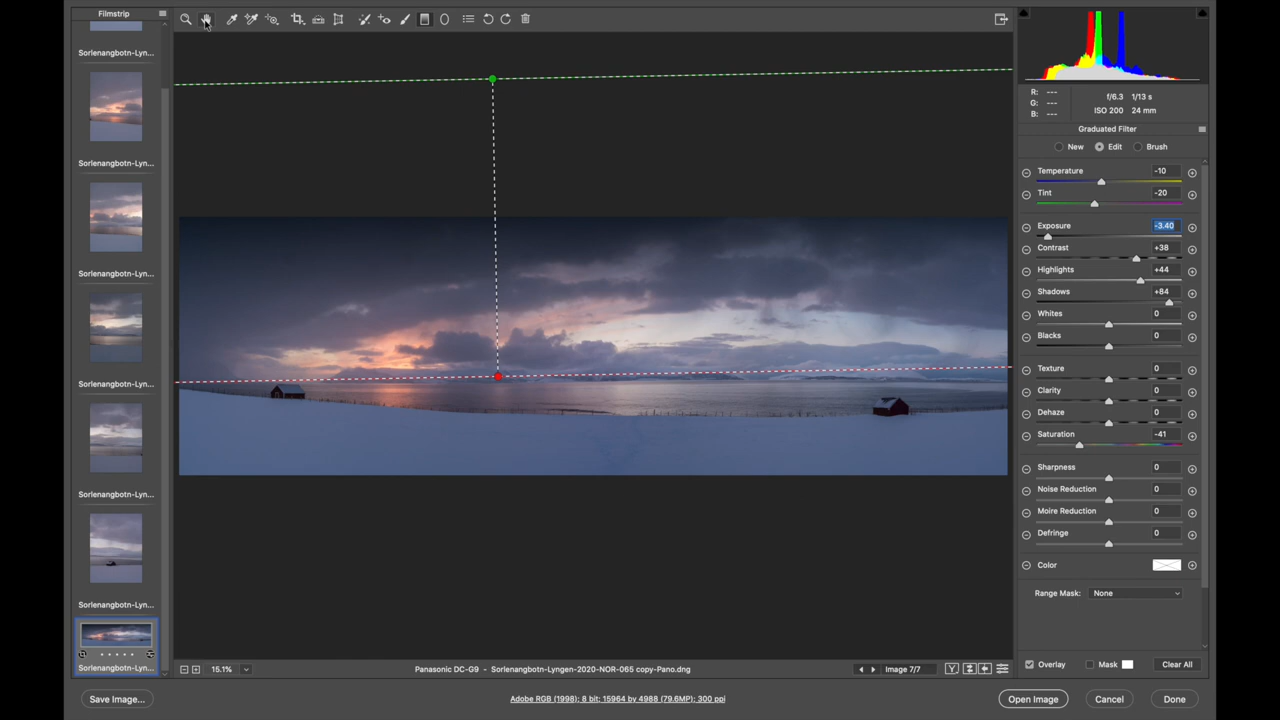 Filmstrip
Sorlenangbotn-Lyn...
Sorlenangbotn-Lyn...
Sorlenangbotn-Lyn...
Sorlenangbotn-Lyn...
Sorlenangbotn-Lyn...
Sorlenangbotn-Lyn...
Sorlenangbotn-Lyn...
15.1%
Panasonic DC-G9 - Sorlenangbotn-Lyngen-2020-NOR-065 copy-Pano.dng
Image 7/7
Y
R: ---
G: ---
B: ---
f/6.3 1/13 s
ISO 200 24 mm
Graduated Filter
New Edit Brush
Temperature -10
Tint -20
Exposure -3.40
Contrast +38
Highlights +44
Shadows +84
Whites 0
Blacks 0
Texture 0
Clarity 0
Dehaze 0
Saturation -41
Sharpness 0
Noise Reduction 0
Moire Reduction 0
Defringe 0
Color
Range Mask: None
Overlay Mask Clear All
Save Image...
Adobe RGB (1998); 8 bit; 15964 by 4988 (79.6MP); 300 ppi
Open Image Cancel Done